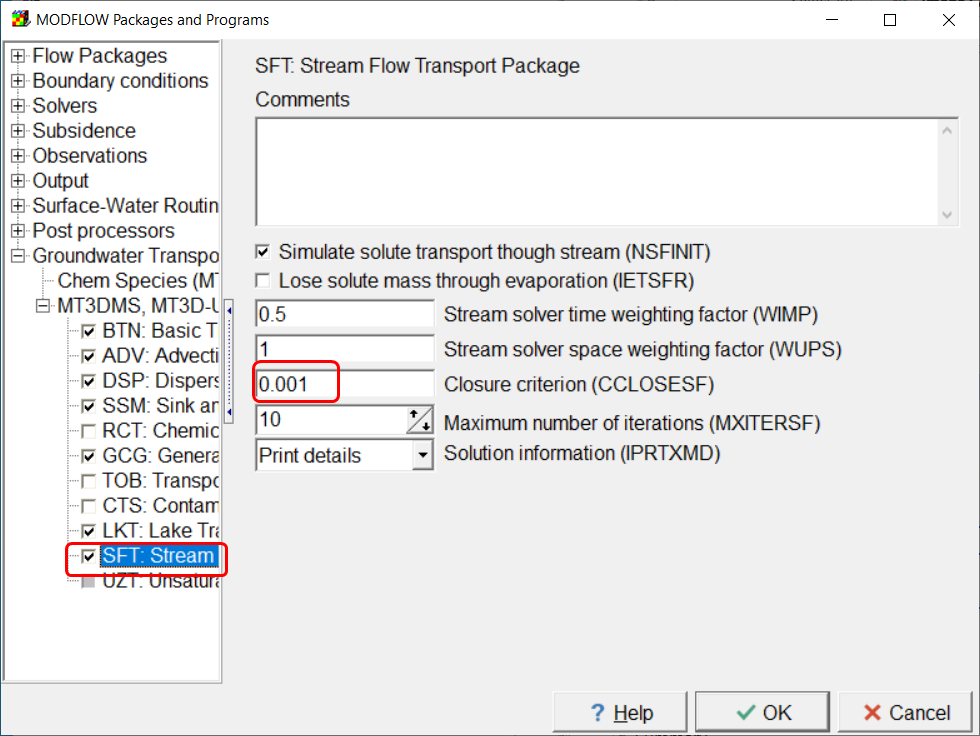 MODFLOW Packages and Programs
Flow Packages
Boundary conditions
Solvers
Subsidence
Observations
Output
Surface-Water Routin
Post processors
Groundwater Transpo
Chem Species (MT
MT3DMS, MT3D-U
BTN: Basic T
ADV: Advecti
DSP: Dispers
SSM: Sink an
RCT: Chemic
GCG: Genera
TOB: Transpo
CTS: Contam
LKT: Lake Tra
SFT: Stream
UZT: Unsatura
SFT: Stream Flow Transport Package
Comments
Simulate solute transport though stream (NSFINIT)
Lose solute mass through evaporation (IETSFR)
0.5 Stream solver time weighting factor (WIMP)
1 Stream solver space weighting factor (WUPS)
0.001 Closure criterion (CCLOSESF)
10 Maximum number of iterations (MXITERSF)
Print details Solution information (IPRTXMD)
? Help
OK
Cancel